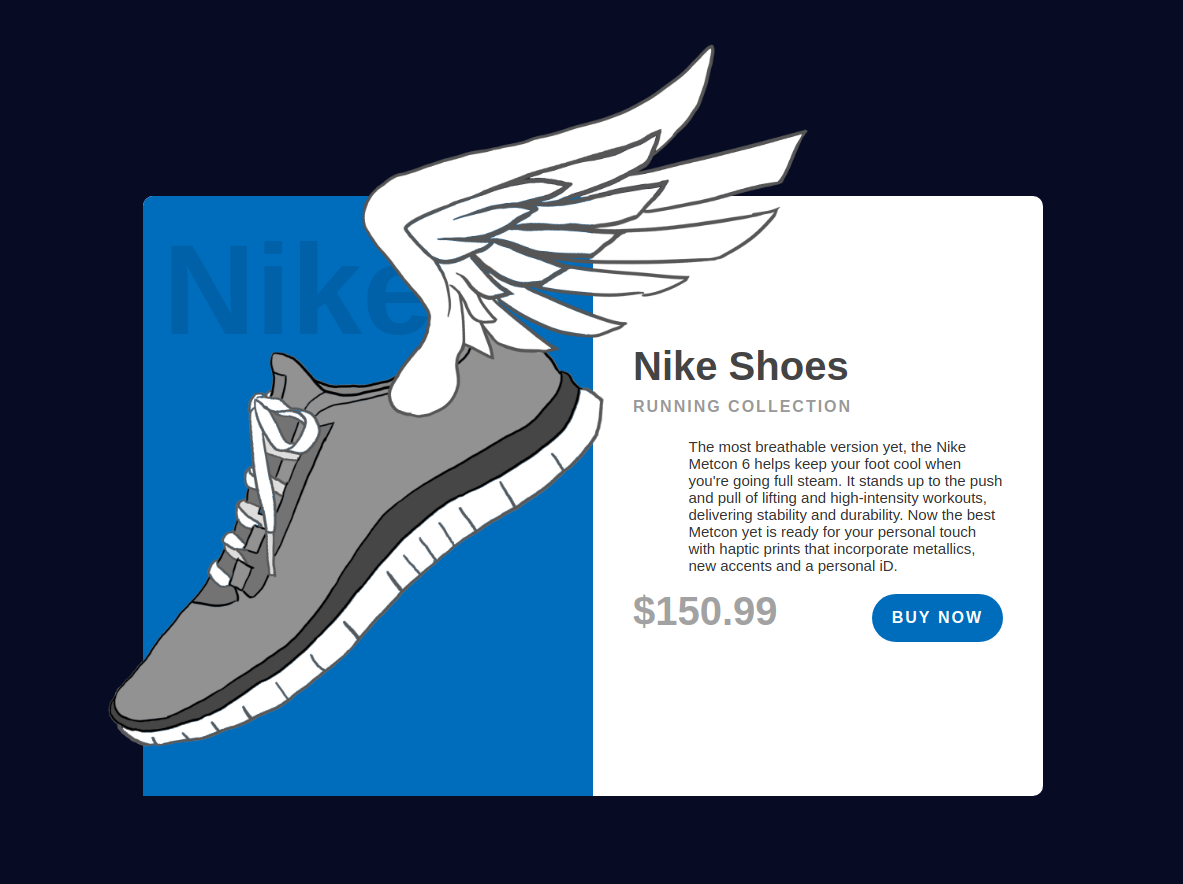 Nike
Nike Shoes
RUNNING COLLECTION
The most breathable version yet, the Nike
Metcon 6 helps keep your foot cool when
you're going full steam. It stands up to the push
and pull of lifting and high-intensity workouts,
delivering stability and durability. Now the best
Metcon yet is ready for your personal touch
with haptic prints that incorporate metallics,
new accents and a personal iD.
$150.99
BUY NOW